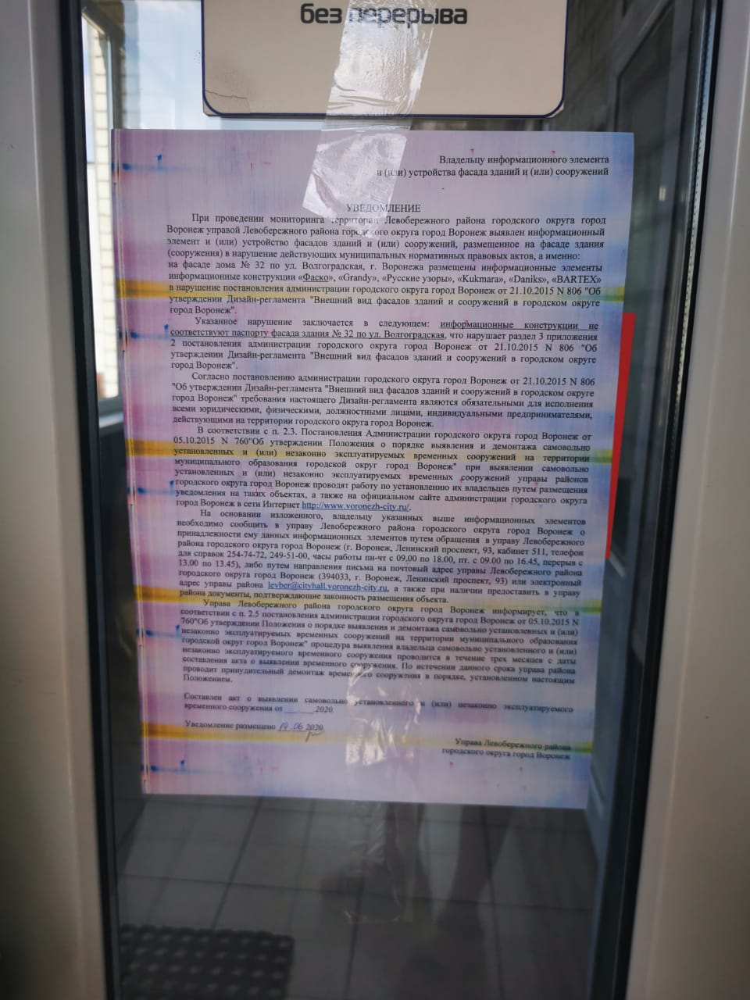 без перерыва
Владельцу информационного элемента
и (или) устройства фасада зданий и (или) сооружений
УВЕДОМЛЕНИЕ
При проведении мониторинга территории Левобережного района городского округа город
Воронеж управой Левобережного района городского округа город Воронеж выявлен информационный
элемент и (или) устройство фасадов зданий и (или) сооружений, размещенное на фасаде здания
(сооружения) в нарушение действующих муниципальных нормативных правовых актов, а именно:
на фасаде дома № 32 по ул. Волгоградская, г. Воронежа размещены информационные элементы
информационные конструкции «Фаско», «Grandy», «Русские узоры», «Kukmara», «Daniks», «BARTEX»
в нарушение постановления администрации городского округа город Воронеж от 21.10.2015 N 806 "Об
утверждении Дизайн-регламента "Внешний вид фасадов зданий и сооружений в городском округе
город Воронеж".
Указанное нарушение заключается в следующем: информационные конструкции не
соответствуют паспорту фасада здания № 32 по ул. Волгоградская, что нарушает раздел 3 приложения
2 постановления администрации городского округа город Воронеж от 21.10.2015 N 806 "Об
утверждении Дизайн-регламента "Внешний вид фасадов зданий и сооружений в городском округе
город Воронеж".
Согласно постановлению администрации городского округа город Воронеж от 21.10.2015 N 806
"Об утверждении Дизайн-регламента "Внешний вид фасадов зданий и сооружений в городском округе
город Воронеж" требования настоящего Дизайн-регламента являются обязательными для исполнения
всеми юридическими, физическими, должностными лицами, индивидуальными предпринимателями,
действующими на территории городского округа город Воронеж.
В соответствии с п. 2.3. Постановления Администрации городского округа город Воронеж от
05.10.2015 N 760"Об утверждении Положения о порядке выявления и демонтажа самовольно
установленных и (или) незаконно эксплуатируемых временных сооружений на территории
муниципального образования городской округ город Воронеж" при выявлении самовольно
установленных и (или) незаконно эксплуатируемых временных сооружений управы районов
городского округа город Воронеж проводят работу по установлению их владельцев путем размещения
уведомления на таких объектах, а также на официальном сайте администрации городского округа
город Воронеж в сети Интернет http://www.voronezh-city.ru/.
На основании изложенного, владельцу указанных выше информационных элементов
необходимо сообщить в управу Левобережного района городского округа город Воронеж о
принадлежности ему данных информационных элементов путем обращения в управу Левобережного
района городского округа город Воронеж (г. Воронеж, Ленинский проспект, 93, кабинет 511, телефон
для справок 254-74-72, 249-51-00, часы работы пн-чт с 09.00 по 18.00, пт. с 09.00 по 16.45, перерыв с
13.00 по 13.45), либо путем направления письма на почтовый адрес управы Левобережного района
городского округа город Воронеж (394033, г. Воронеж, Ленинский проспект, 93) или электронный
адрес управы района levber@cityhall.voronezh-city.ru, а также при наличии предоставить в управу
района документы, подтверждающие законность размещения объекта.
Управа Левобережного района городского округа город Воронеж информирует, что в
соответствии с п. 2.5 постановления администрации городского округа город Воронеж от 05.10.2015 N
760"Об утверждении Положения о порядке выявления и демонтажа самовольно установленных и (или)
незаконно эксплуатируемых временных сооружений на территории муниципального образования
городской округ город Воронеж" процедура выявления владельца самовольно установленного и (или)
незаконно эксплуатируемого временного сооружения проводится в течение трех месяцев с даты
составления акта о выявлении временного сооружения. По истечении данного срока управа района
проводит принудительный демонтаж временного сооружения в порядке, установленном настоящим
Положением.
Составлен акт о выявлении самовольно установленного и (или) незаконно эксплуатируемого
временного сооружения от _______.2020.
Уведомление размещено 19.06 2020
Управа Левобережного района
городского округа город Воронеж